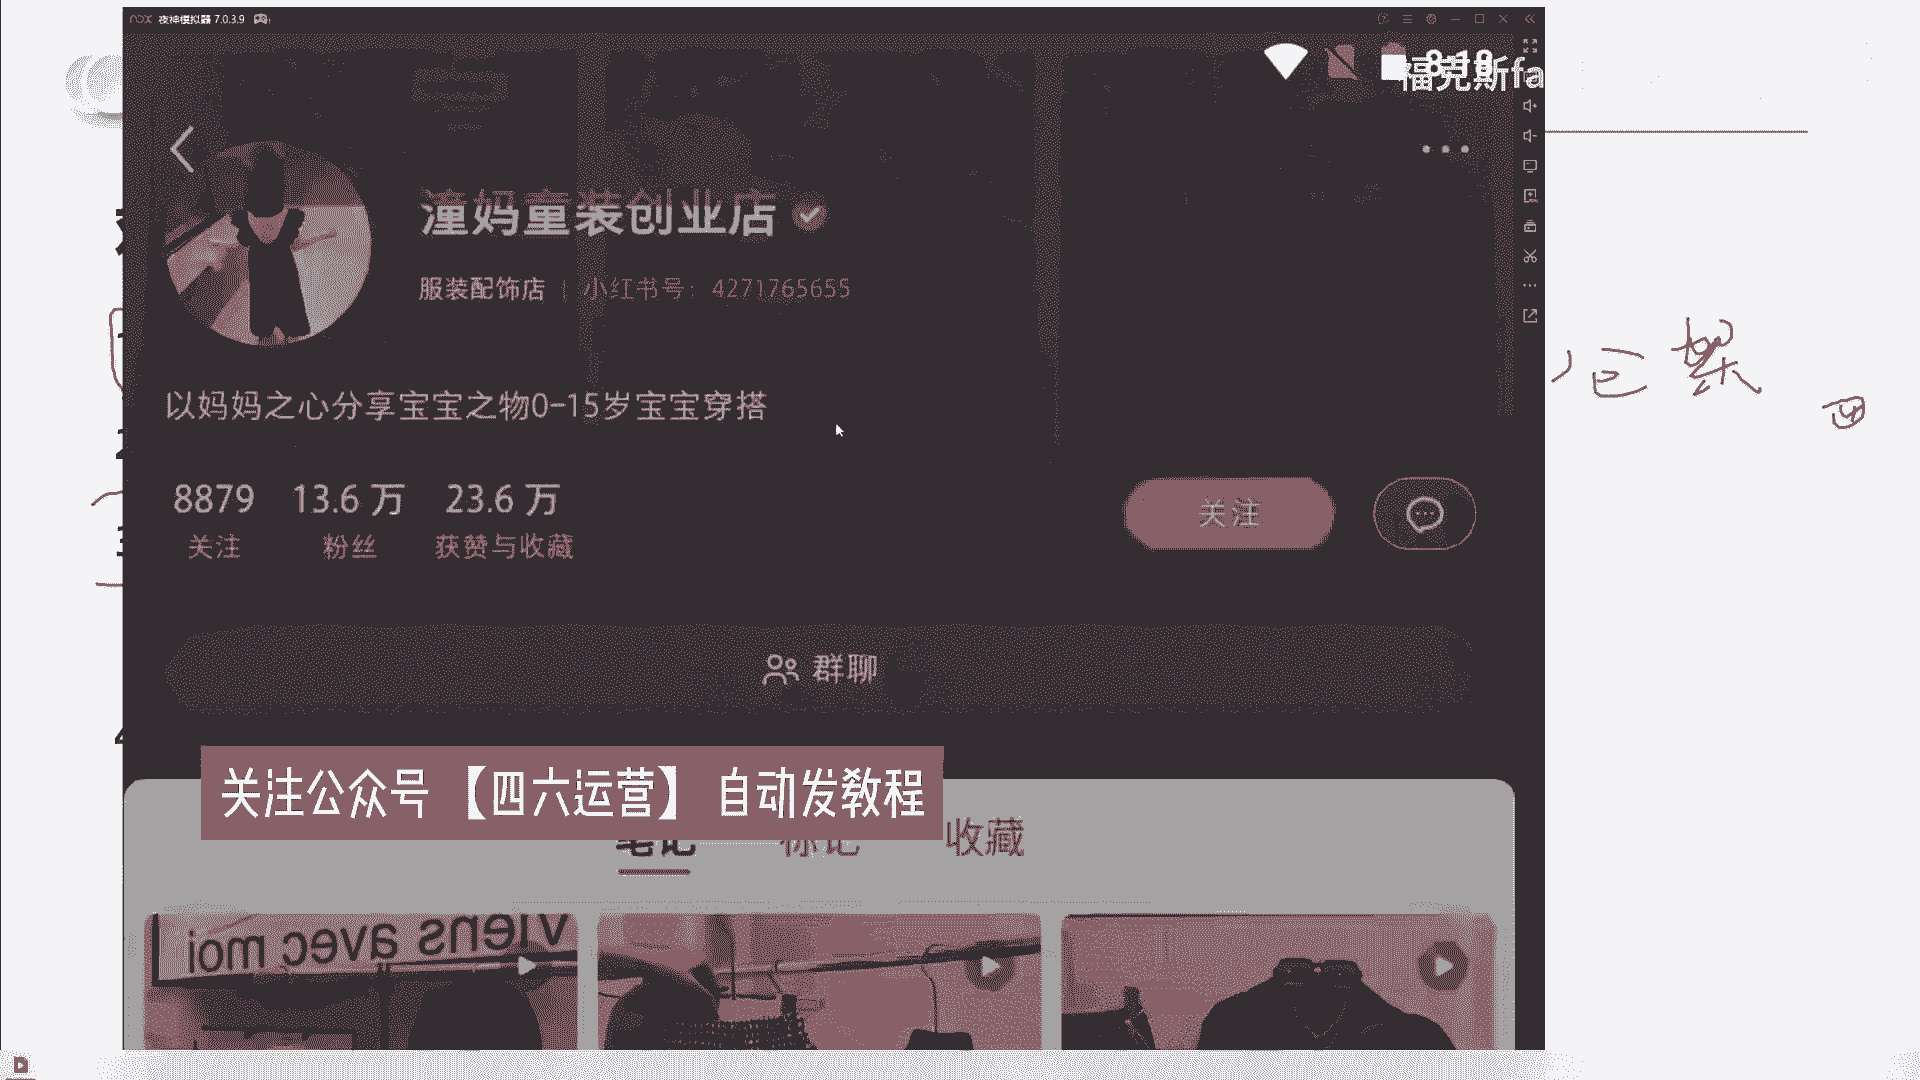 nox 夜神模拟器 7.0.3.9
8:18
福克斯fa
潼妈童装创业店
服装配饰店 | 小红书号：4271765655
以妈妈之心分享宝宝之物0-15岁宝宝穿搭
8879 13.6 万 23.6 万
关注 粉丝 获赞与收藏
关注
群聊
关注公众号 【四六运营】 自动发教程
笔记 标记 收藏
viens avec moi